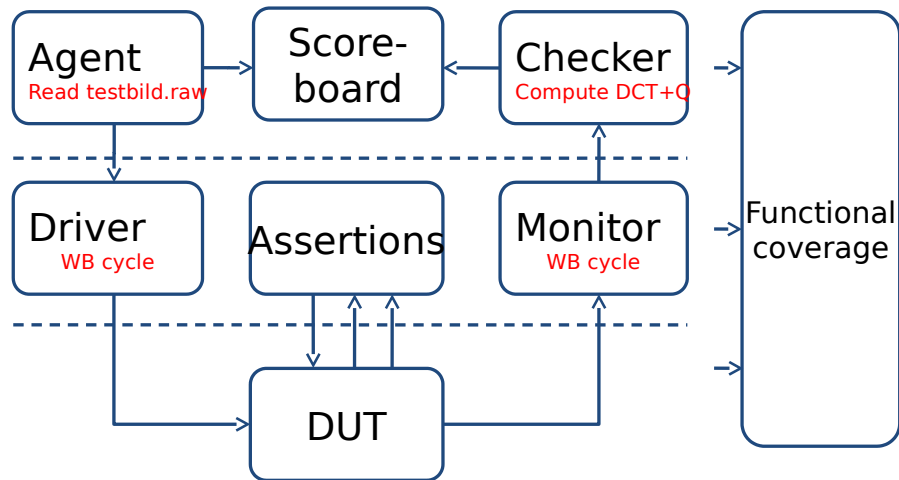 Agent
Read testbild.raw
Score-
board
Checker
Compute DCT+Q
Driver
WB cycle
Assertions
Monitor
WB cycle
Functional
coverage
DUT